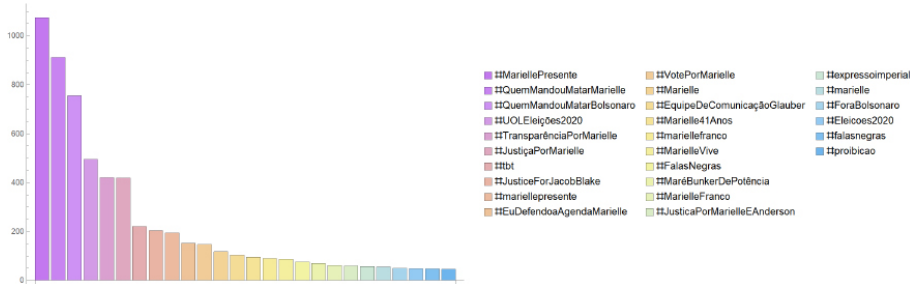 1000
800
600
400
200
0
#MariellePresente
#QuemMandouMatarMarielle
#QuemMandouMatarBolsonaro
#UOLEleições2020
#TransparênciaPorMarielle
#JustiçaPorMarielle
#tbt
#JusticeForJacobBlake
#mariellepresente
#EuDefendoaAgendaMarielle
#VotePorMarielle
#Marielle
#EquipeDeComunicaçãoGlauber
#Marielle41Anos
#mariellefranco
#MarielleVive
#FalasNegras
#MaréBunkerDePotência
#MarielleFranco
#JusticaPorMarielleEAnderson
#expressoimperial
#marielle
#ForaBolsonaro
#Eleicoes2020
#falasnegras
#proibicao